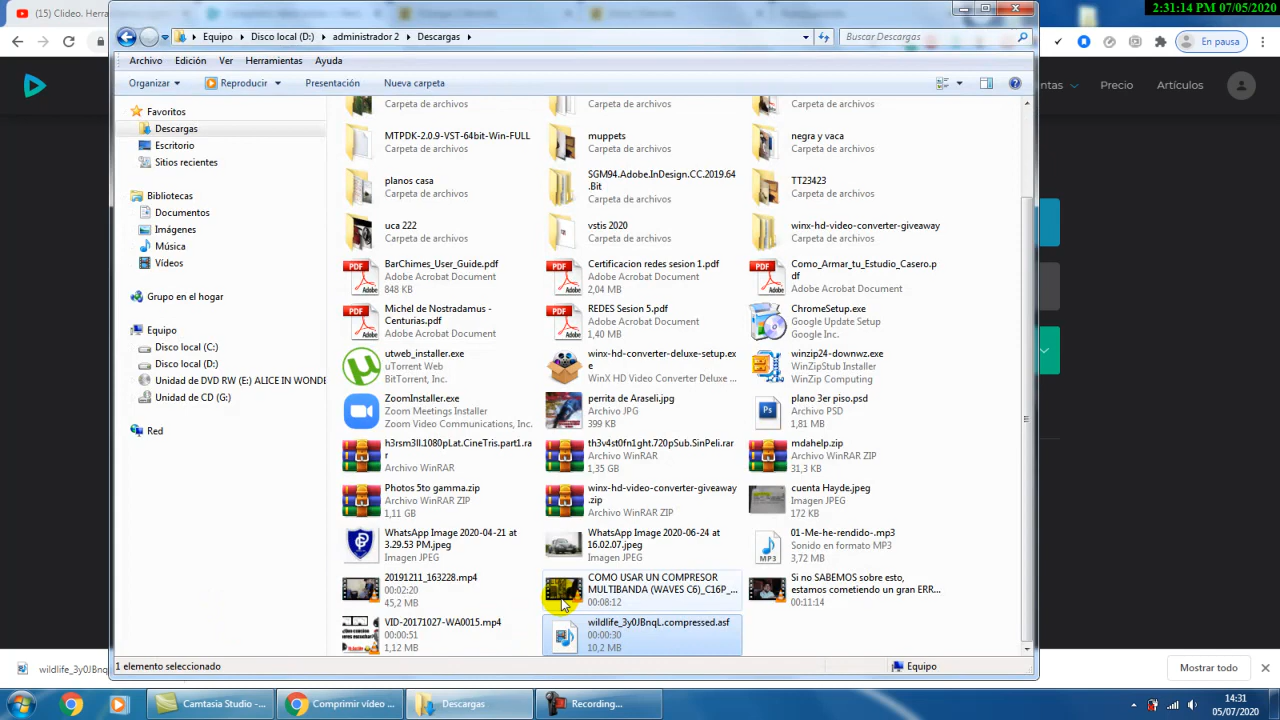 2:31:14 PM 07/05/2020
(15) Clideo. Herra
Equipo ▸ Disco local (D:) ▸ administrador 2 ▸ Descargas ▸
Buscar Descargas
En pausa
Archivo Edición Ver Herramientas Ayuda
Organizar Reproducir Presentación Nueva carpeta
ntas Precio Artículos
Favoritos
Descargas
Escritorio
Sitios recientes
Bibliotecas
Documentos
Imágenes
Música
Vídeos
Grupo en el hogar
Equipo
Disco local (C:)
Disco local (D:)
Unidad de DVD RW (E:) ALICE IN WONDE
Unidad de CD (G:)
Red
Carpeta de archivos Carpeta de archivos Carpeta de archivos
MTPDK-2.0.9-VST-64bit-Win-FULL
Carpeta de archivos
muppets
Carpeta de archivos
negra y vaca
Carpeta de archivos
planos casa
Carpeta de archivos
SGM94.Adobe.InDesign.CC.2019.64
.Bit
Carpeta de archivos
TT23423
Carpeta de archivos
uca 222
Carpeta de archivos
vstis 2020
Carpeta de archivos
winx-hd-video-converter-giveaway
Carpeta de archivos
BarChimes_User_Guide.pdf
Adobe Acrobat Document
848 KB
Certificacion redes sesion 1.pdf
Adobe Acrobat Document
2,04 MB
Como_Armar_tu_Estudio_Casero.p
df
Adobe Acrobat Document
Michel de Nostradamus -
Centurias.pdf
Adobe Acrobat Document
REDES Sesion 5.pdf
Adobe Acrobat Document
1,40 MB
ChromeSetup.exe
Google Update Setup
Google Inc.
utweb_installer.exe
uTorrent Web
BitTorrent, Inc.
winx-hd-converter-deluxe-setup.ex
e
WinX HD Video Converter Deluxe ...
winzip24-downwz.exe
WinZipStub Installer
WinZip Computing
ZoomInstaller.exe
Zoom Meetings Installer
Zoom Video Communications, Inc.
perrita de Araseli.jpg
Archivo JPG
399 KB
plano 3er piso.psd
Archivo PSD
1,81 MB
h3rsm3ll.1080pLat.CineTris.part1.ra
r
Archivo WinRAR
th3v4st0fn1ght.720pSub.SinPeli.rar
Archivo WinRAR
1,35 GB
mdahelp.zip
Archivo WinRAR ZIP
31,3 KB
Photos 5to gamma.zip
Archivo WinRAR ZIP
1,11 GB
winx-hd-video-converter-giveaway
.zip
Archivo WinRAR ZIP
cuenta Hayde.jpeg
Imagen JPEG
172 KB
WhatsApp Image 2020-04-21 at
3.29.53 PM.jpeg
Imagen JPEG
WhatsApp Image 2020-06-24 at
16.02.07.jpeg
Imagen JPEG
01-Me-he-rendido-.mp3
Sonido en formato MP3
3,72 MB
20191211_163228.mp4
00:02:20
45,2 MB
COMO USAR UN COMPRESOR
MULTIBANDA (WAVES C6)_C16P_...
00:08:12
Si no SABEMOS sobre esto,
estamos cometiendo un gran ERR...
00:11:14
VID-20171027-WA0015.mp4
00:00:51
1,12 MB
wildlife_3y0JBnqL.compressed.asf
00:00:30
10,2 MB
1 elemento seleccionado
Equipo
wildlife_3y0JBnq
Mostrar todo
Camtasia Studio -...
Comprimir vídeo ...
Descargas
Recording...
14:31
05/07/2020